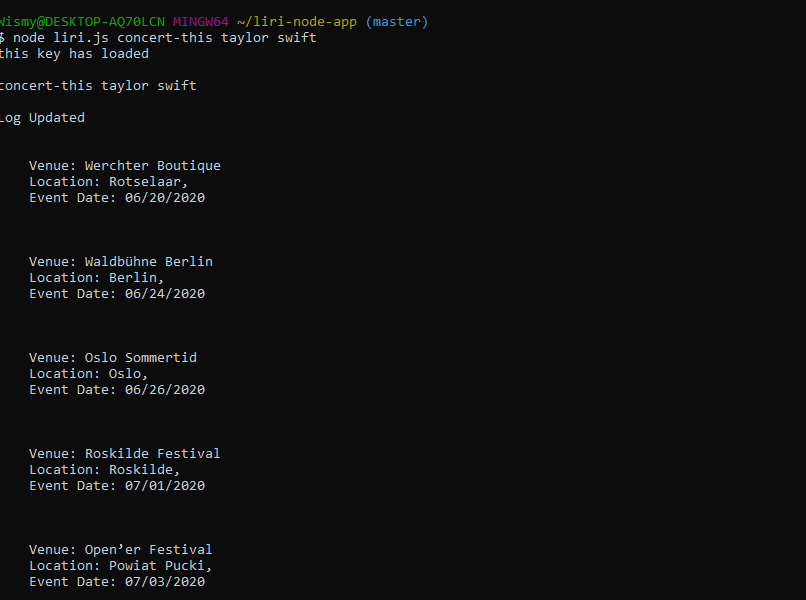 Wismy@DESKTOP-AQ70LCN MINGW64 ~/liri-node-app (master)
$ node liri.js concert-this taylor swift
this key has loaded
concert-this taylor swift
Log Updated
Venue: Werchter Boutique
Location: Rotselaar,
Event Date: 06/20/2020
Venue: Waldbühne Berlin
Location: Berlin,
Event Date: 06/24/2020
Venue: Oslo Sommertid
Location: Oslo,
Event Date: 06/26/2020
Venue: Roskilde Festival
Location: Roskilde,
Event Date: 07/01/2020
Venue: Open’er Festival
Location: Powiat Pucki,
Event Date: 07/03/2020